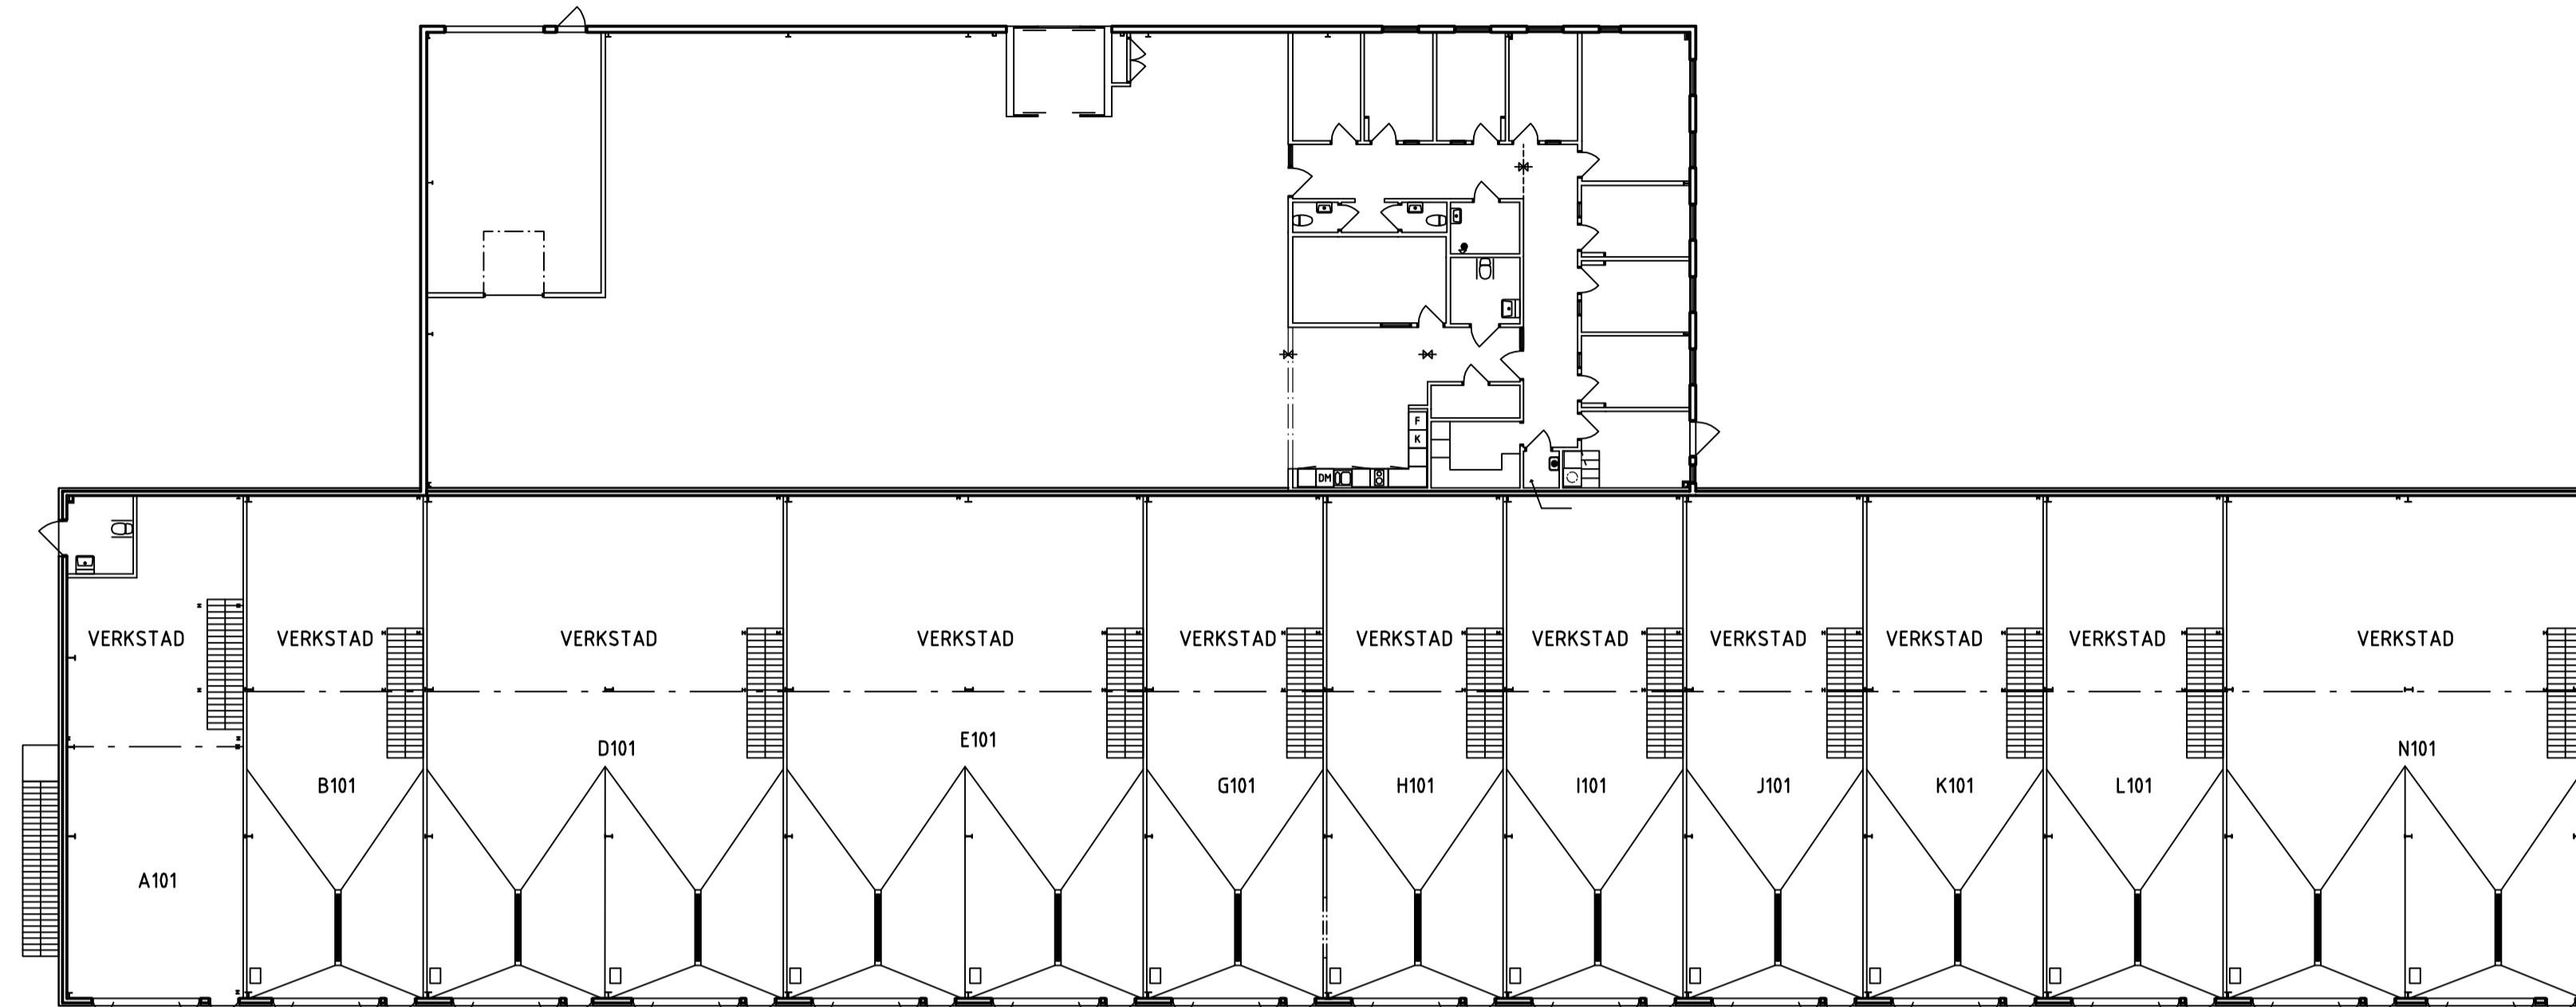 F
K
DM
VERKSTAD VERKSTAD VERKSTAD VERKSTAD VERKSTAD VERKSTAD VERKSTAD VERKSTAD VERKSTAD VERKSTAD VERKSTAD
E101
D101 N101
B101 G101 H101 I101 J101 K101 L101
A101